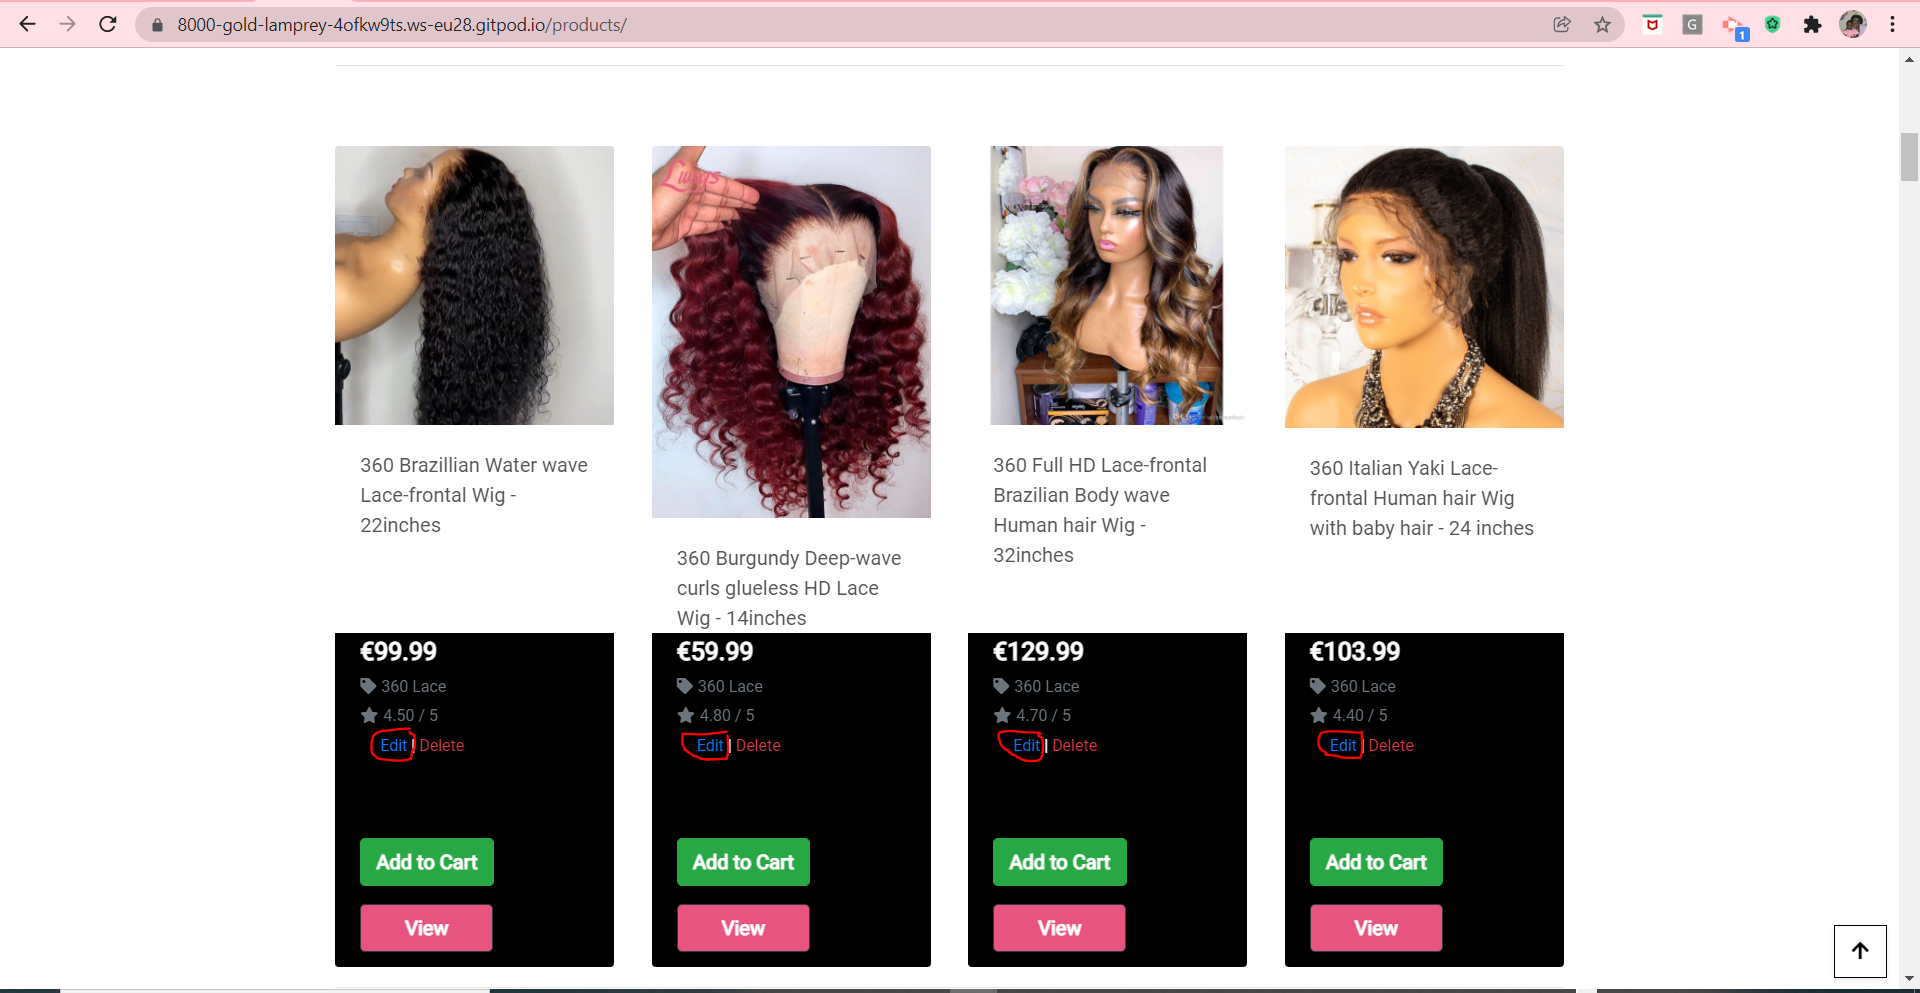 8000-gold-lamprey-4ofkw9ts.ws-eu28.gitpod.io/products/
G
1
360 Brazillian Water wave
Lace-frontal Wig -
22inches
€99.99
360 Lace
4.50 / 5
Edit | Delete
Add to Cart
View
360 Burgundy Deep-wave
curls glueless HD Lace
Wig - 14inches
€59.99
360 Lace
4.80 / 5
Edit | Delete
Add to Cart
View
360 Full HD Lace-frontal
Brazilian Body wave
Human hair Wig -
32inches
€129.99
360 Lace
4.70 / 5
Edit | Delete
Add to Cart
View
360 Italian Yaki Lace-
frontal Human hair Wig
with baby hair - 24 inches
€103.99
360 Lace
4.40 / 5
Edit | Delete
Add to Cart
View